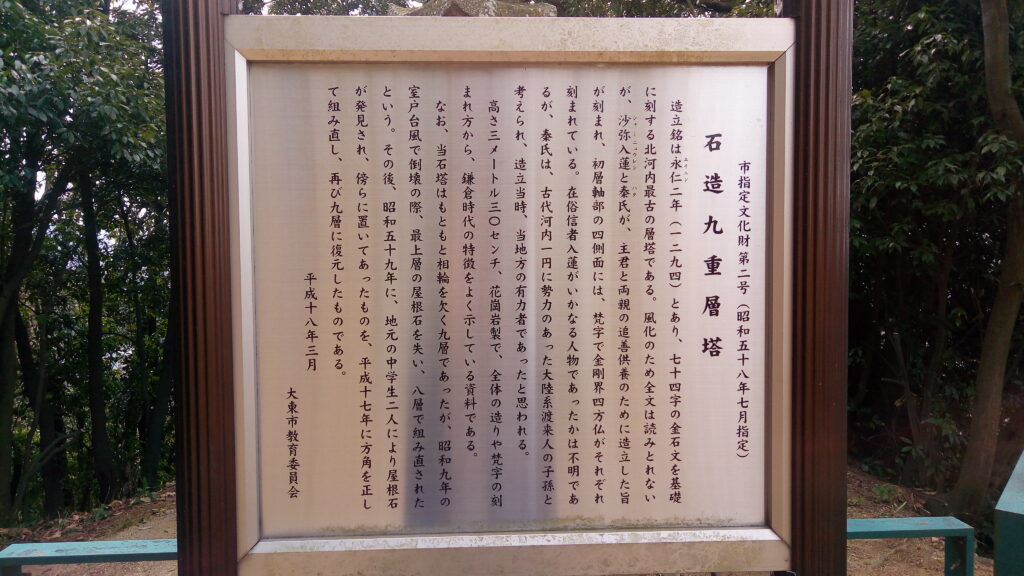 市指定文化財第二号（昭和五十八年七月指定）
石造九重層塔
造立銘は永仁二年（一二九四）とあり、七十四字の金石文を基礎
に刻する北河内最古の層塔である。風化のため全文は読みとれない
が、沙弥入蓮と秦氏が、主君と両親の追善供養のために造立した旨
が刻まれ、初層軸部の四側面には、梵字で金剛界四方仏がそれぞれ
刻まれている。在俗信者入蓮がいかなる人物であったかは不明であ
るが、秦氏は、古代河内一円に勢力のあった大陸系渡来人の子孫と
考えられ、造立当時、当地方の有力者であったと思われる。
高さ三メートル三〇センチ、花崗岩製で、全体の造りや梵字の刻
まれ方から、鎌倉時代の特徴をよく示している資料である。
なお、当石塔はもともと相輪を欠く九層であったが、昭和九年の
室戸台風で倒壊の際、最上層の屋根石を失い、八層で組み直された
という。その後、昭和五十九年に、地元の中学生二人により屋根石
が発見され、傍らに置いてあったものを、平成十七年に方角を正し
て組み直し、再び九層に復元したものである。
平成十八年三月
大東市教育委員会